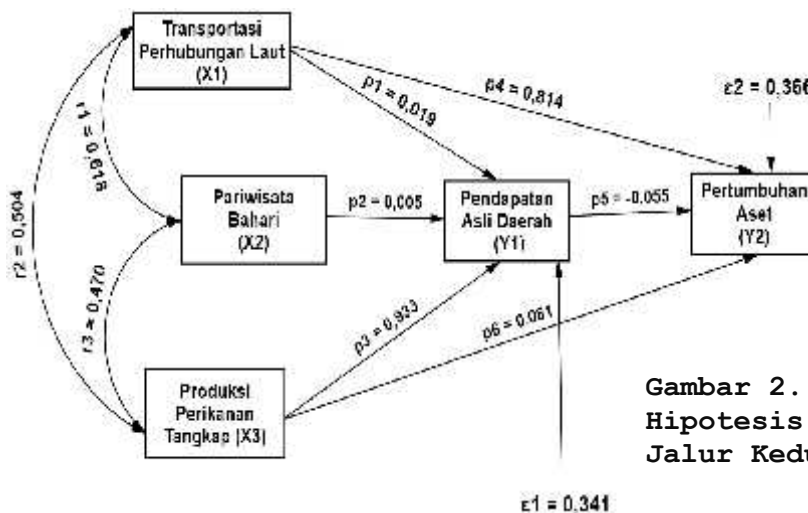 Transportasi
Perhubungan Laut
(X1)
p4 = 0,814
ε2 = 0,366
p1 = 0,019
r1 = 0,618
r2 = 0,504
Pariwisata
Bahari
(X2)
p2 = 0,005
Pendapatan
Asli Daerah
(Y1)
p5 = -0.055
Pertumbuhan
Aset
(Y2)
r3 = 0,470
p3 = 0,933
p6 = 0.061
Produksi
Perikanan
Tangkap (X3)
Gambar 2.
Hipotesis
Jalur Kedu
ε1 = 0,341